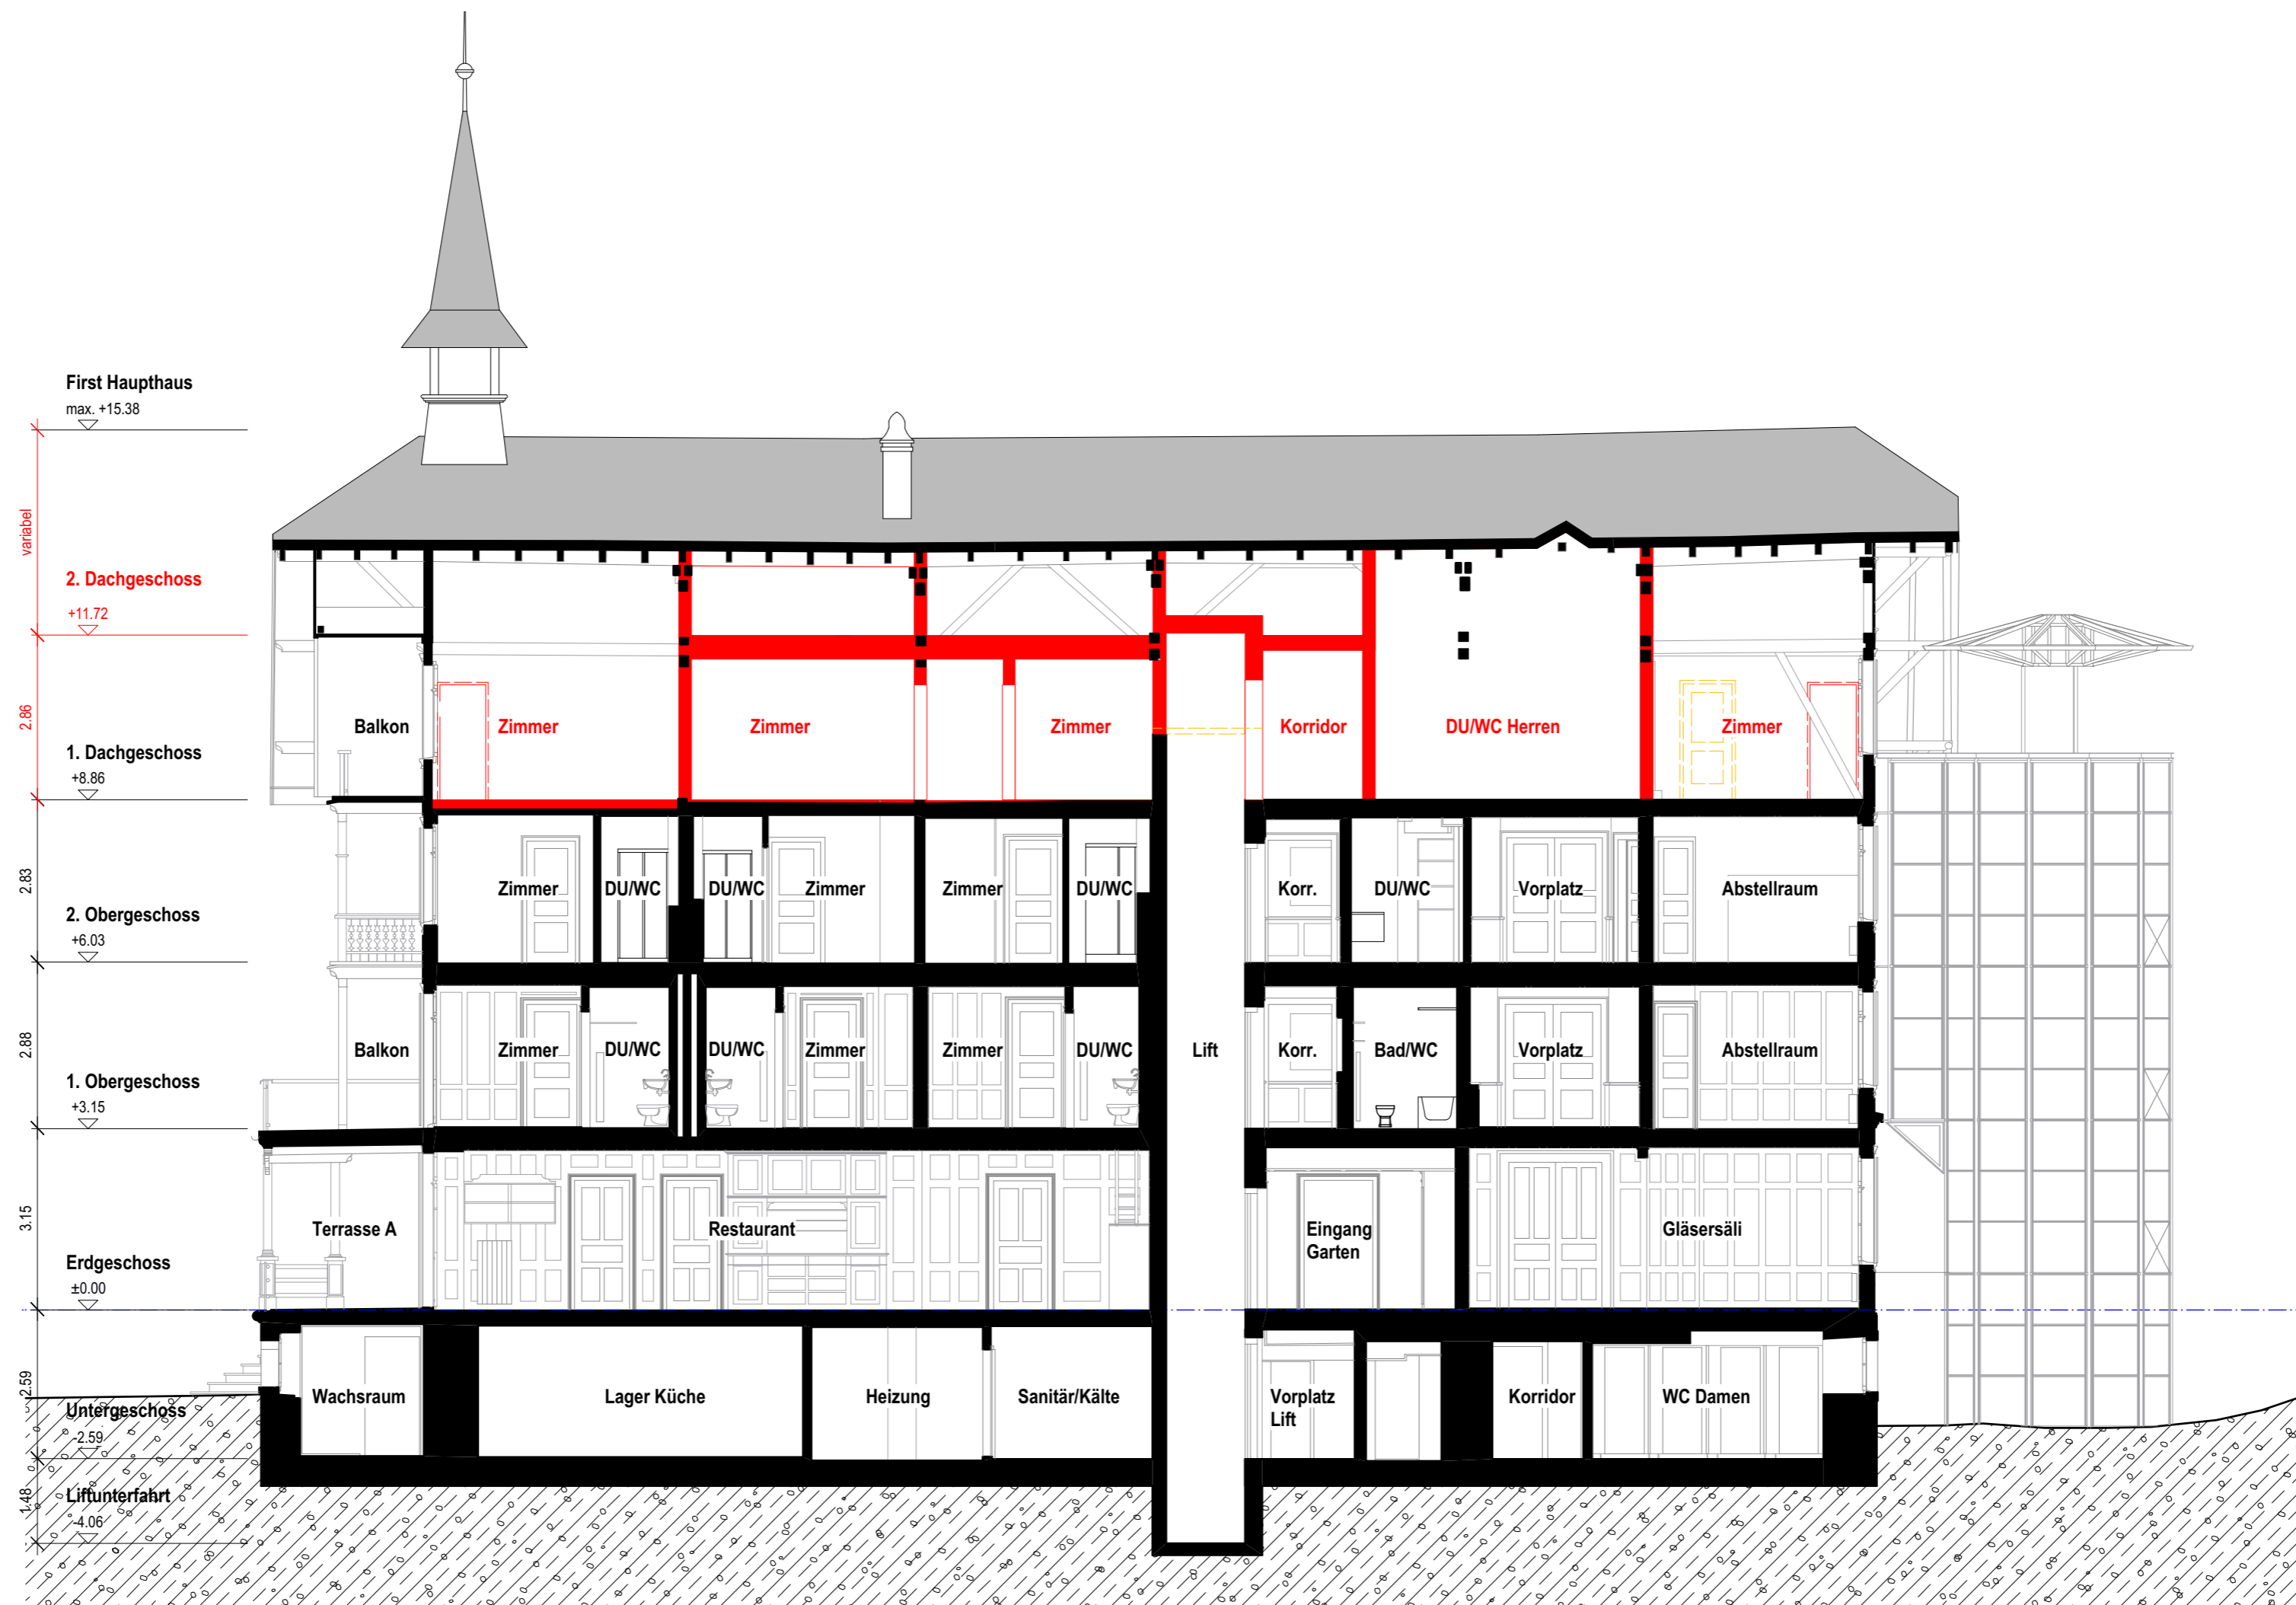 First Haupthaus
max. +15.38
variabel
2. Dachgeschoss
+11.72
2.86
Balkon
Zimmer
Zimmer
Zimmer
Korridor
DU/WC Herren
Zimmer
1. Dachgeschoss
+8.86
2.83
Zimmer
DU/WC
DU/WC
Zimmer
Zimmer
DU/WC
Korr.
DU/WC
Vorplatz
Abstellraum
2. Obergeschoss
+6.03
2.88
Balkon
Zimmer
DU/WC
DU/WC
Zimmer
Zimmer
DU/WC
Lift
Korr.
Bad/WC
Vorplatz
Abstellraum
1. Obergeschoss
+3.15
3.15
Terrasse A
Restaurant
Eingang
Garten
Gläsersäli
Erdgeschoss
±0.00
2.59
Wachsraum
Lager Küche
Heizung
Sanitär/Kälte
Vorplatz
Lift
Korridor
WC Damen
Untergeschoss
-2.59
1.48
Liftunterfahrt
-4.06